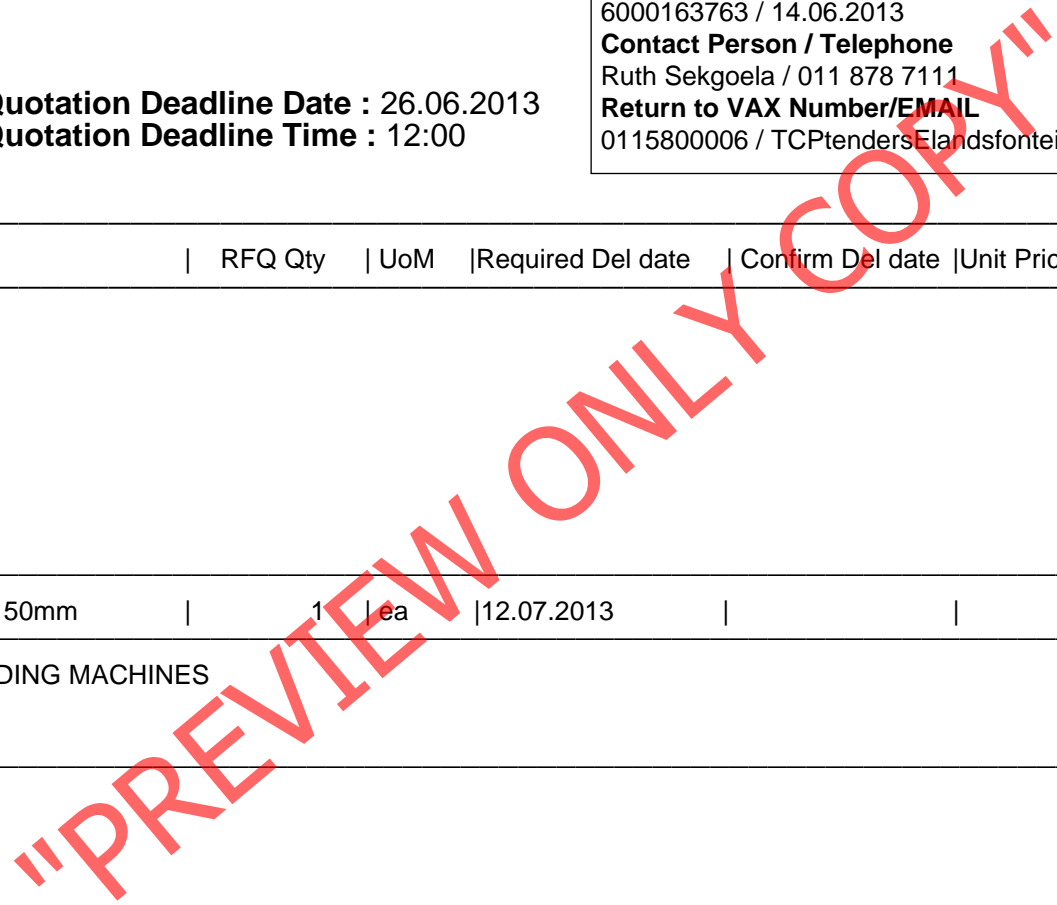 6000163763 / 14.06.2013
Contact Person / Telephone
Ruth Sekgoela / 011 878 7111
Quotation Deadline Date : 26.06.2013
Return to VAX Number/EMAIL
Quotation Deadline Time : 12:00
0115800006 / TCPtendersElandsfontei
| RFQ Qty | UoM |Required Del date | Confirm Del date |Unit Pric
50mm | 1 | ea |12.07.2013 | |
DING MACHINES
"PREVIEW ONLY COPY"